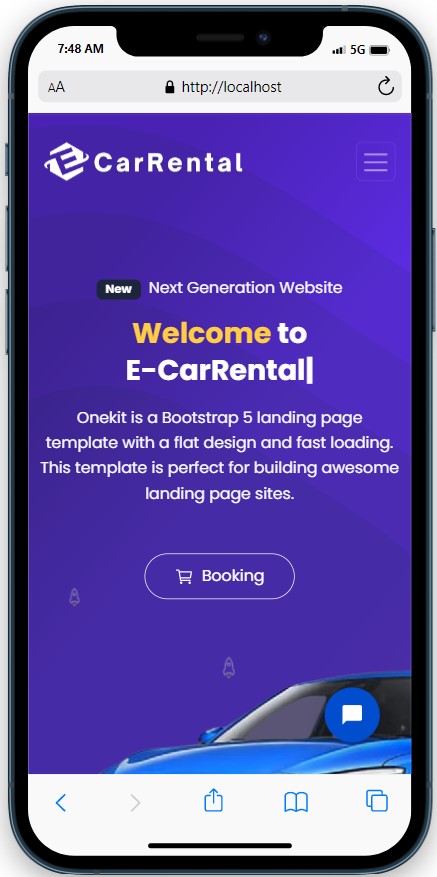 7:48 AM
5G
AA
http://localhost
CarRental
New Next Generation Website
Welcome to
E-CarRental|
Onekit is a Bootstrap 5 landing page
template with a flat design and fast loading.
This template is perfect for building awesome
landing page sites.
Booking